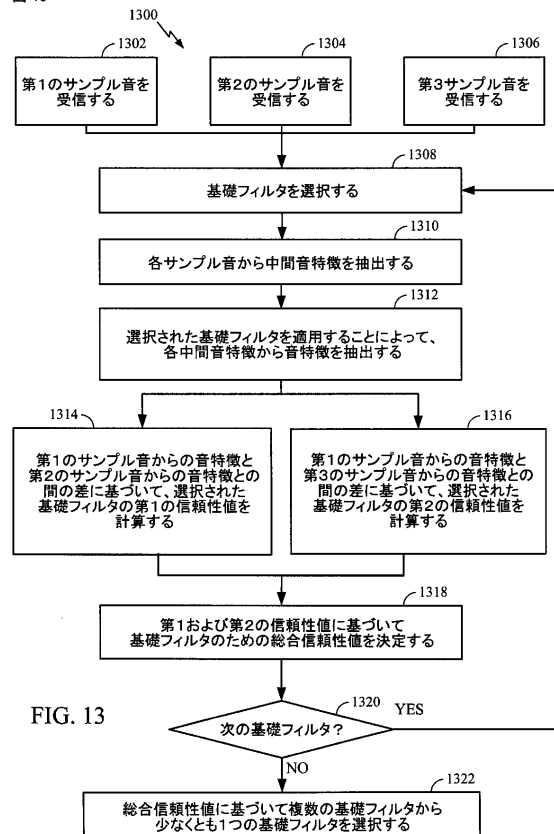 1300
1302
1304
1306
第1のサンプル音を
受信する
第2のサンプル音を
受信する
第3サンプル音を
受信する
1308
基礎フィルタを選択する
1310
各サンプル音から中間音特徴を抽出する
1312
選択された基礎フィルタを適用することによって、
各中間音特徴から音特徴を抽出する
1314
1316
第1のサンプル音からの音特徴と
第2のサンプル音からの音特徴との
間の差に基づいて、選択された
基礎フィルタの第1の信頼性値を
計算する
第1のサンプル音からの音特徴と
第3のサンプル音からの音特徴との
間の差に基づいて、選択された
基礎フィルタの第2の信頼性値を
計算する
1318
第1および第2の信頼性値に基づいて
基礎フィルタのための総合信頼性値を決定する
1320
FIG. 13
次の基礎フィルタ?
YES
NO
1322
総合信頼性値に基づいて複数の基礎フィルタから
少なくとも1つの基礎フィルタを選択する